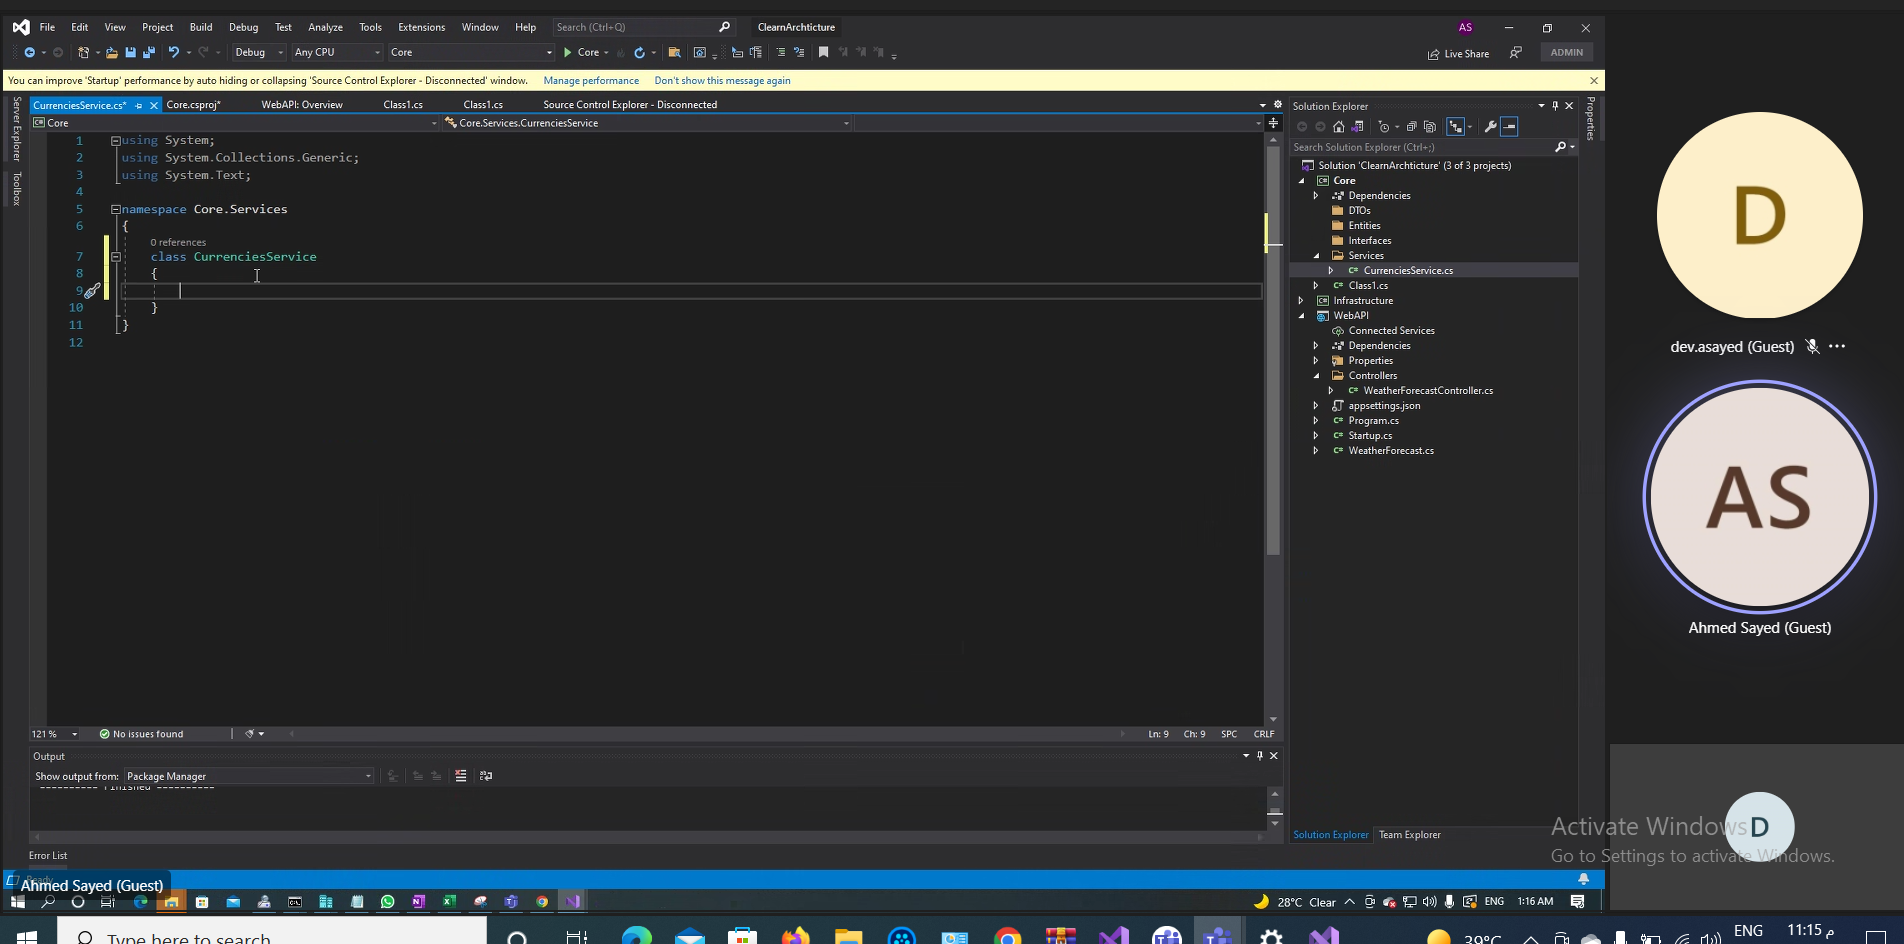 File Edit View Git Project Build Debug Test Analyze Tools Extensions Window Help Search (Ctrl+Q) ClearnArchticture AS
Debug Any CPU Core Core Live Share ADMIN
You can improve 'Startup' performance by auto hiding or collapsing 'Source Control Explorer - Disconnected' window. Manage performance Don't show this message again
Server Explorer
Toolbox
CurrenciesService.cs* Core.csproj* WebAPI: Overview Class1.cs Class1.cs Source Control Explorer - Disconnected
Core Core.Services.CurrenciesService
1 using System;
2 using System.Collections.Generic;
3 using System.Text;
4
5 namespace Core.Services
6 {
0 references
7 class CurrenciesService
8 {
9
10 }
11 }
12
121 % No issues found Ln: 9 Ch: 9 SPC CRLF
Output
Show output from: Package Manager
========== Finished ==========
Error List
Ready
Solution Explorer
Properties
Search Solution Explorer (Ctrl+;)
Solution 'ClearnArchticture' (3 of 3 projects)
Core
Dependencies
DTOs
Entities
Interfaces
Services
CurrenciesService.cs
Class1.cs
Infrastructure
WebAPI
Connected Services
Dependencies
Properties
Controllers
WeatherForecastController.cs
appsettings.json
Program.cs
Startup.cs
WeatherForecast.cs
Solution Explorer Team Explorer
D
dev.asayed (Guest)
AS
Ahmed Sayed (Guest)
D
Activate Windows
Go to Settings to activate Windows.
Ahmed Sayed (Guest)
28°C Clear ENG 1:16 AM
Type here to search
39°C ENG 11:15 م